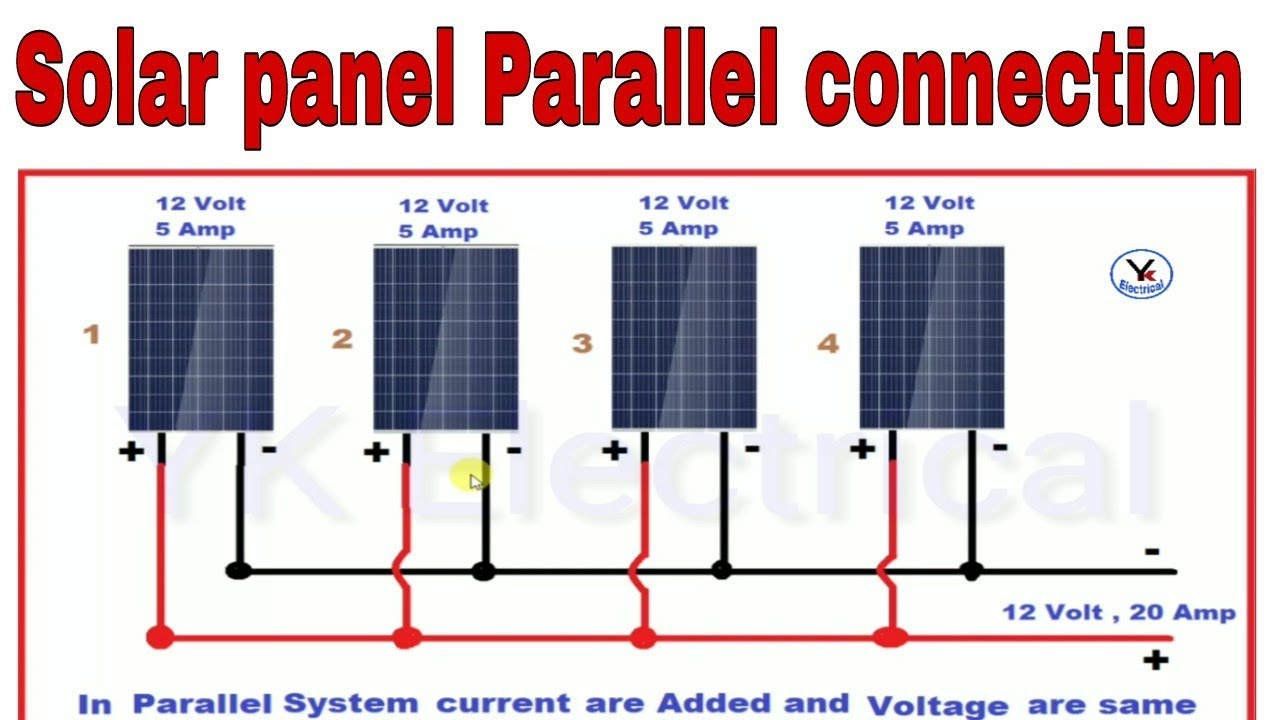 Solar panel Parallel connection
12 Volt
5 Amp
12 Volt
5 Amp
12 Volt
5 Amp
12 Volt
5 Amp
YK
Electrical
1
2
3
4
+ -
+ -
+ -
+ -
YK Electrical
-
12 Volt , 20 Amp
+
In Parallel System current are Added and Voltage are same